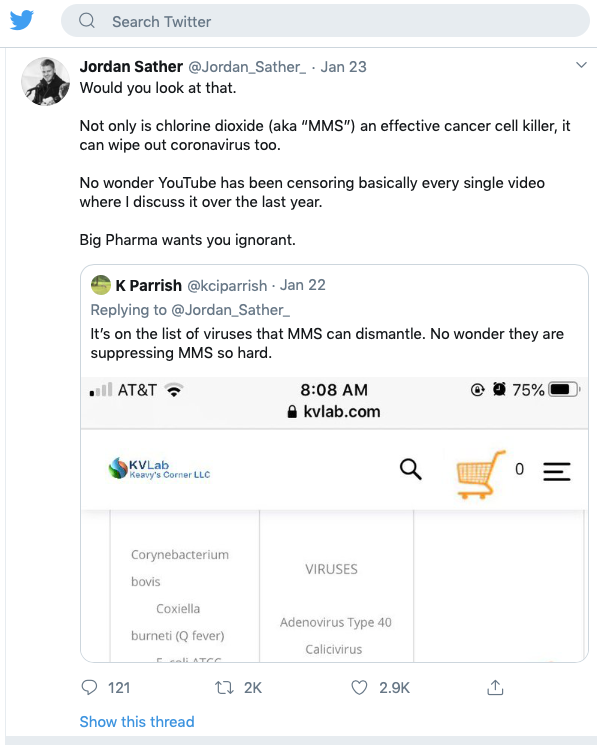 Search Twitter
Jordan Sather @Jordan_Sather_ · Jan 23
Would you look at that.
Not only is chlorine dioxide (aka “MMS”) an effective cancer cell killer, it
can wipe out coronavirus too.
No wonder YouTube has been censoring basically every single video
where I discuss it over the last year.
Big Pharma wants you ignorant.
K Parrish @kciparrish · Jan 22
Replying to @Jordan_Sather_
It’s on the list of viruses that MMS can dismantle. No wonder they are
suppressing MMS so hard.
AT&T 8:08 AM 75%
kvlab.com
KVLab
Keavy's Corner LLC
0
Corynebacterium
bovis
Coxiella
burneti (Q fever)
E. coli ATCC
VIRUSES
Adenovirus Type 40
Calicivirus
121 2K 2.9K
Show this thread